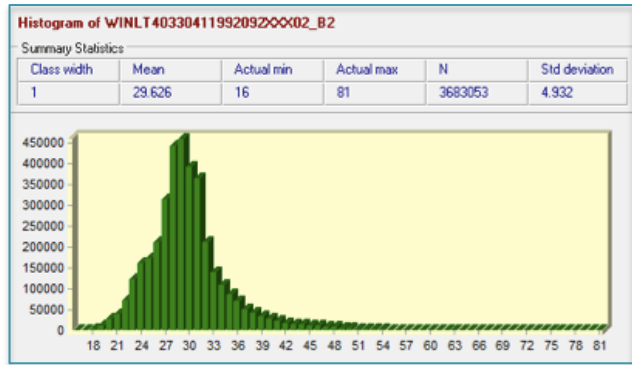 Histogram of WINLT4033041199209ZXXX02_B2
Summary Statistics
Class width Mean Actual min Actual max N Std deviation
1 29.626 16 81 3683053 4.932
450000
400000
350000
300000
250000
200000
150000
100000
50000
0
18 21 24 27 30 33 36 39 42 45 48 51 54 57 60 63 66 69 72 75 78 81